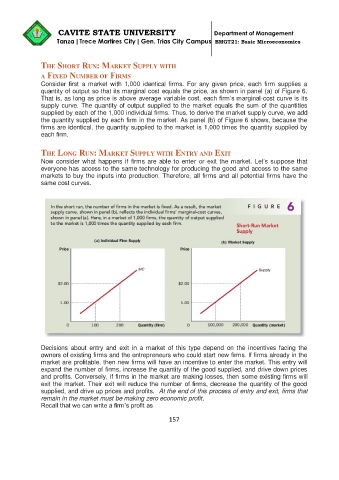 CAVITE STATE UNIVERSITY Department of Management
Tanza | Trece Martires City | Gen. Trias City Campus BMGT21: Basic Microeconomics
THE SHORT RUN: MARKET SUPPLY WITH
A FIXED NUMBER OF FIRMS
Consider first a market with 1,000 identical firms. For any given price, each firm supplies a
quantity of output so that its marginal cost equals the price, as shown in panel (a) of Figure 6.
That is, as long as price is above average variable cost, each firm's marginal-cost curve is its
supply curve. The quantity of output supplied to the market equals the sum of the quantities
supplied by each of the 1,000 individual firms. Thus, to derive the market supply curve, we add
the quantity supplied by each firm in the market. As panel (b) of Figure 6 shows, because the
firms are identical, the quantity supplied to the market is 1,000 times the quantity supplied by
each firm.
THE LONG RUN: MARKET SUPPLY WITH ENTRY AND EXIT
Now consider what happens if firms are able to enter or exit the market. Let's suppose that
everyone has access to the same technology for producing the good and access to the same
markets to buy the inputs into production. Therefore, all firms and all potential firms have the
same cost curves.
In the short run, the number of firms in the market is fixed. As a result, the market
supply curve, shown in panel (b), reflects the individual firms' marginal-cost curves,
shown in panel (a). Here, in a market of 1,000 firms, the quantity of output supplied
to the market is 1,000 times the quantity supplied by each firm.
FIGURE 6
Short-Run Market
Supply
(a) Individual Firm Supply
Price
MC
$2.00
1.00
0 100 200 Quantity (firm)
(b) Market Supply
Price
Supply
$2.00
1.00
0 100,000 200,000 Quantity (market)
Decisions about entry and exit in a market of this type depend on the incentives facing the
owners of existing firms and the entrepreneurs who could start new firms. If firms already in the
market are profitable, then new firms will have an incentive to enter the market. This entry will
expand the number of firms, increase the quantity of the good supplied, and drive down prices
and profits. Conversely, if firms in the market are making losses, then some existing firms will
exit the market. Their exit will reduce the number of firms, decrease the quantity of the good
supplied, and drive up prices and profits. At the end of this process of entry and exit, firms that
remain in the market must be making zero economic profit.
Recall that we can write a firm's profit as
157